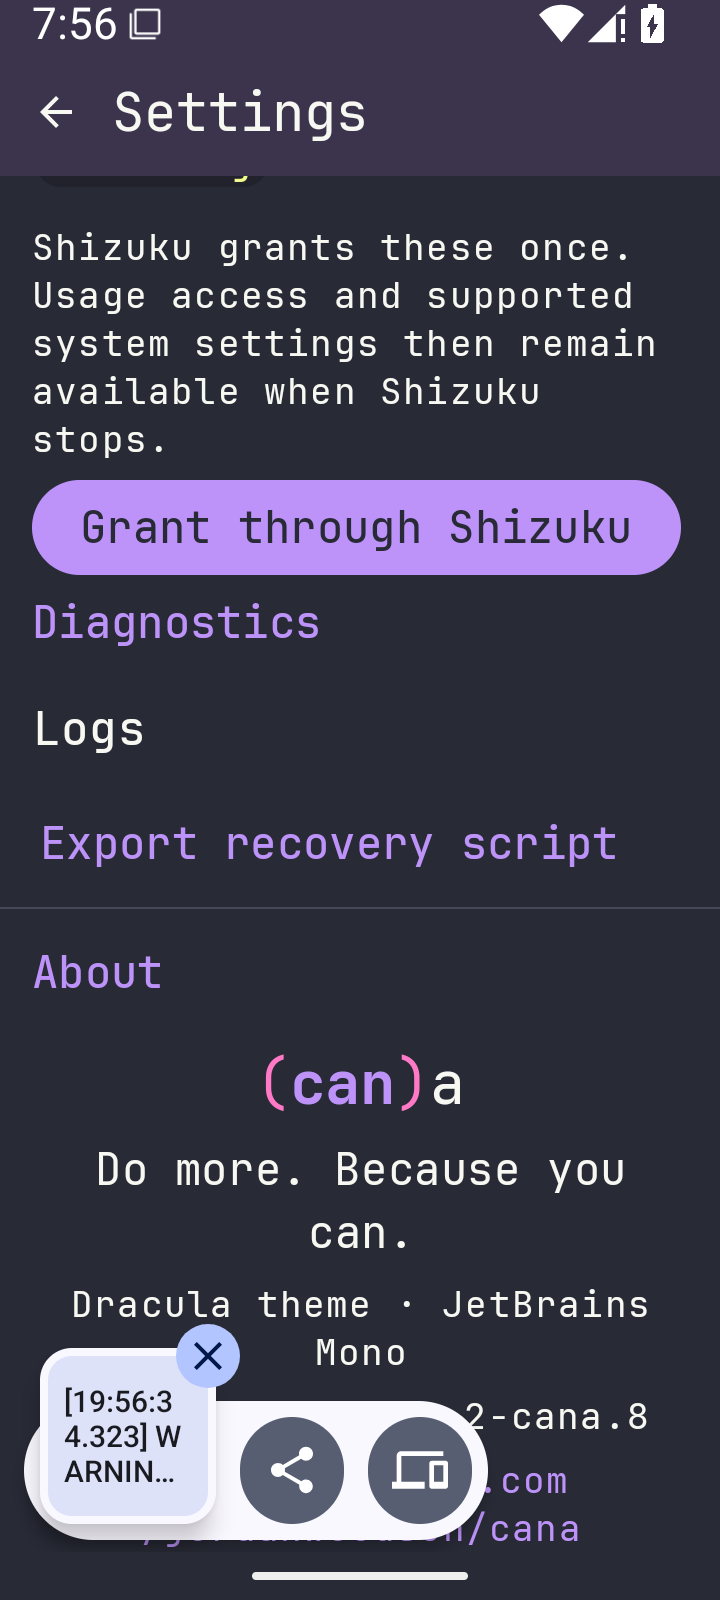 7:56
Settings
Shizuku grants these once.
Usage access and supported
system settings then remain
available when Shizuku
stops.
Grant through Shizuku
Diagnostics
Logs
Export recovery script
About
(can)a
Do more. Because you
can.
Dracula theme · JetBrains
Mono
2-cana.8
[19:56:3
4.323] W
ARNIN…
.com
/cana